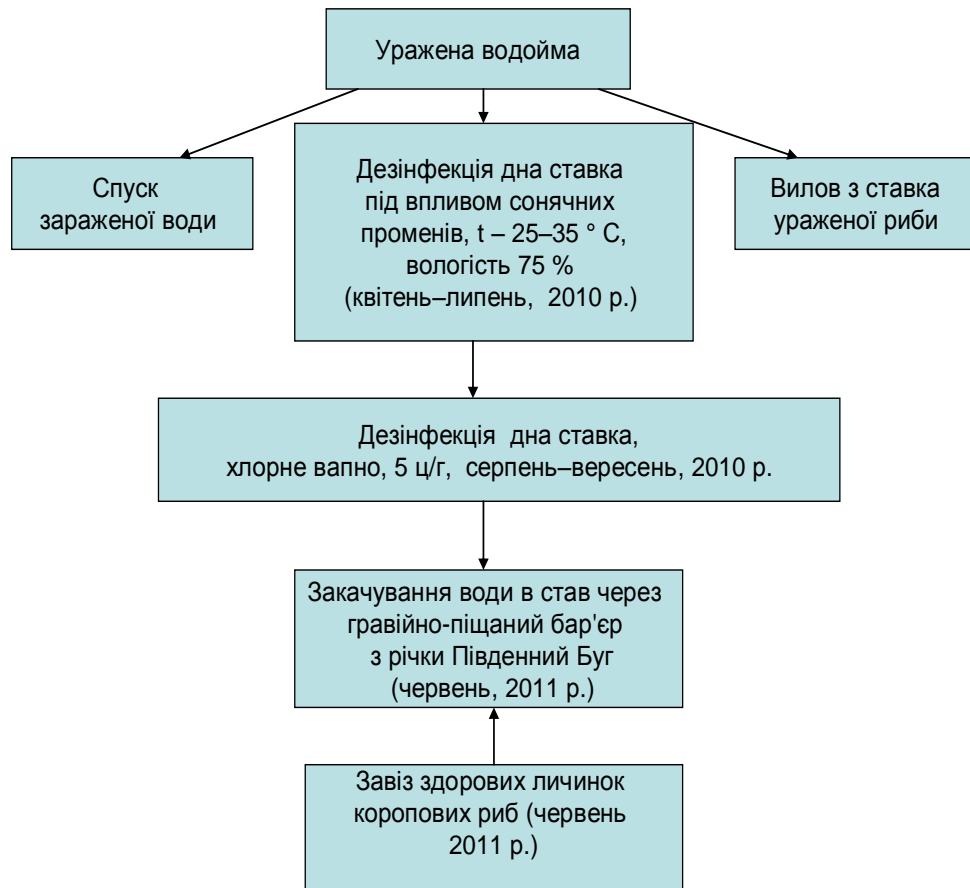 Уражена водойма
Спуск
зараженої води
Дезінфекція дна ставка
під впливом сонячних
променів, t – 25–35 ° С,
вологість 75 %
(квітень–липень, 2010 р.)
Вилов з ставка
ураженої риби
Дезінфекція дна ставка,
хлорне вапно, 5 ц/г, серпень–вересень, 2010 р.
Закачування води в став через
гравійно-піщаний бар'єр
з річки Південний Буг
(червень, 2011 р.)
Завіз здорових личинок
коропових риб (червень
2011 р.)